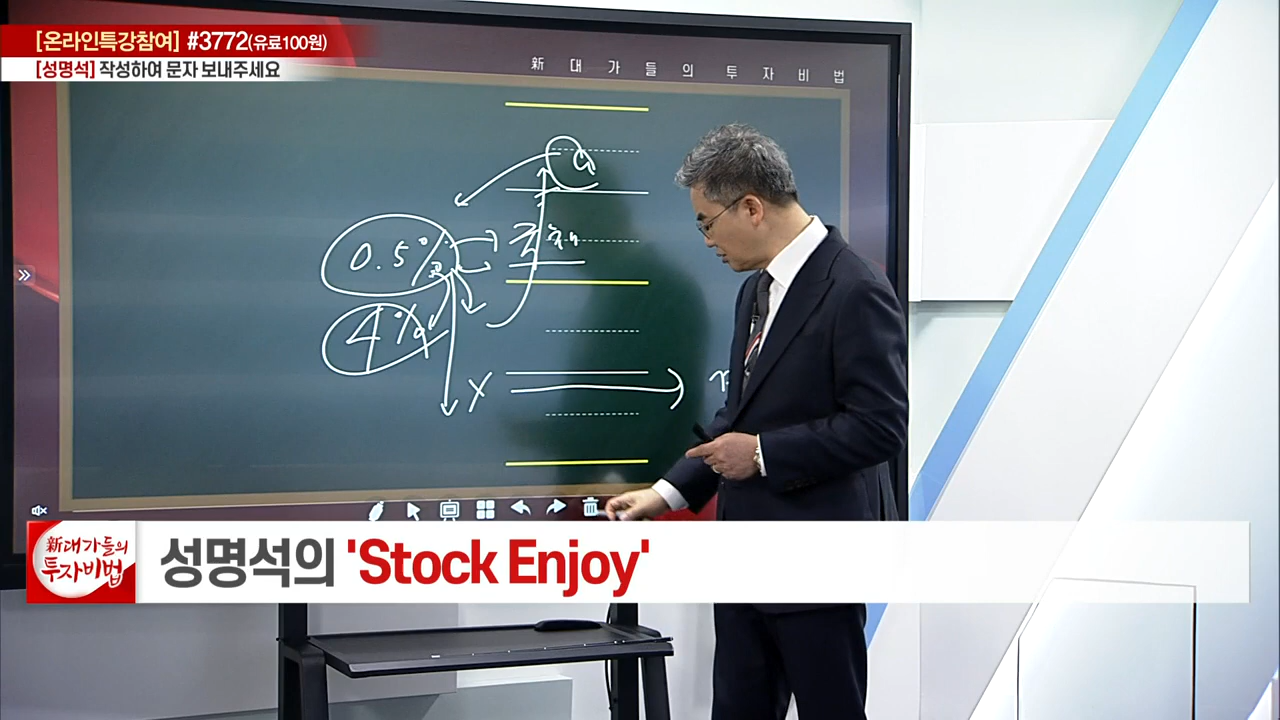 [온라인특강참여] #3772(유료100원)
[성명석] 작성하여 문자 보내주세요
新 대 가 들 의 투 자 비 법
0.5%
국채
4%
X
新대가들의
투자비법
성명석의 'Stock Enjoy'